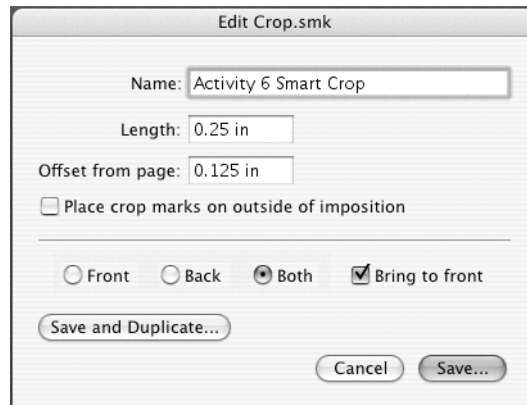 Edit Crop.smk
Name: Activity 6 Smart Crop
Length: 0.25 in
Offset from page: 0.125 in
Place crop marks on outside of imposition
Front Back Both Bring to front
Save and Duplicate...
Cancel Save...